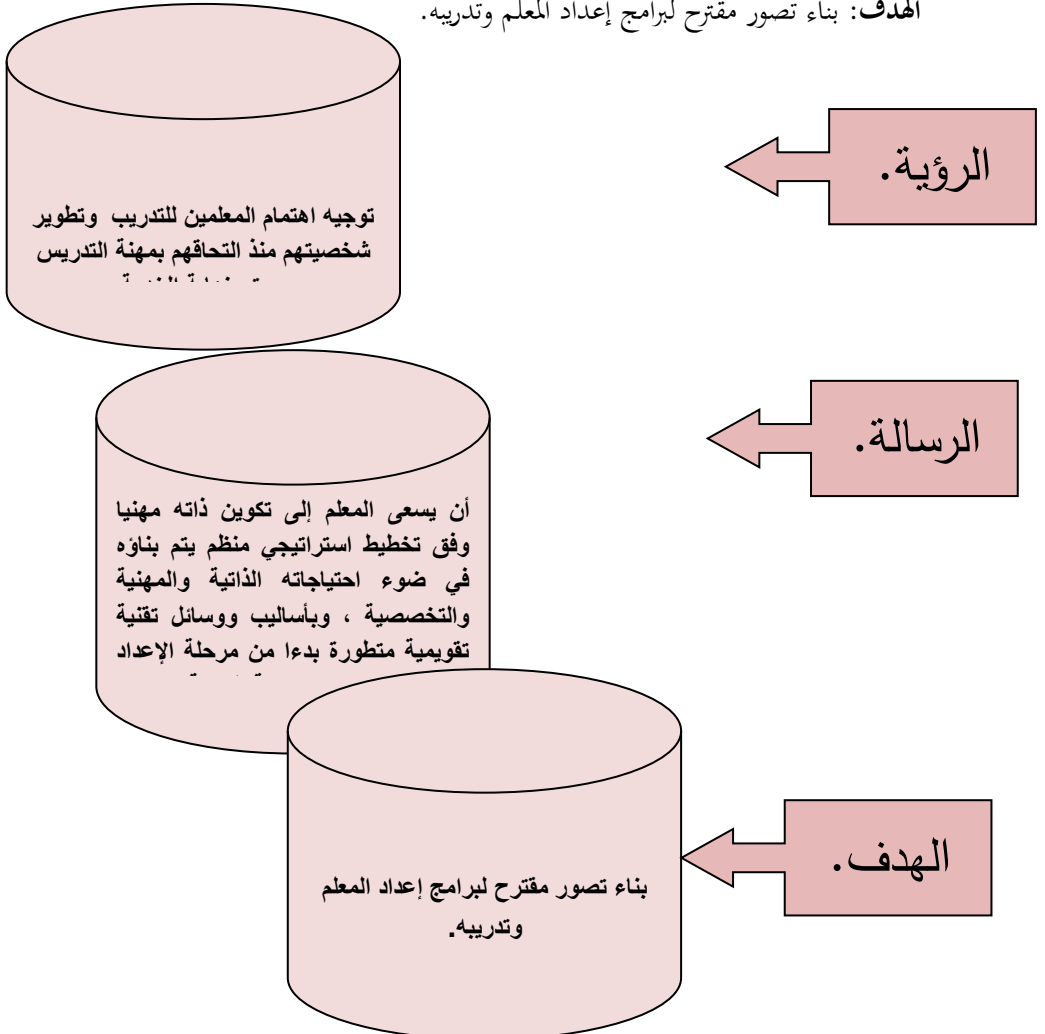 الهدف: بناء تصور مقترح لبرامج إعداد المعلم وتدريبه.
الرؤية.
توجيه اهتمام المعلمين للتدريب وتطوير
شخصيتهم منذ التحاقهم بمهنة التدريس
الرسالة.
أن يسعى المعلم إلى تكوين ذاته مهنيا
وفق تخطيط استراتيجي منظم يتم بناؤه
في ضوء احتياجاته الذاتية والمهنية
والتخصصية ، وبأساليب ووسائل تقنية
تقويمية متطورة بدءا من مرحلة الإعداد
الهدف.
بناء تصور مقترح لبرامج إعداد المعلم
وتدريبه.